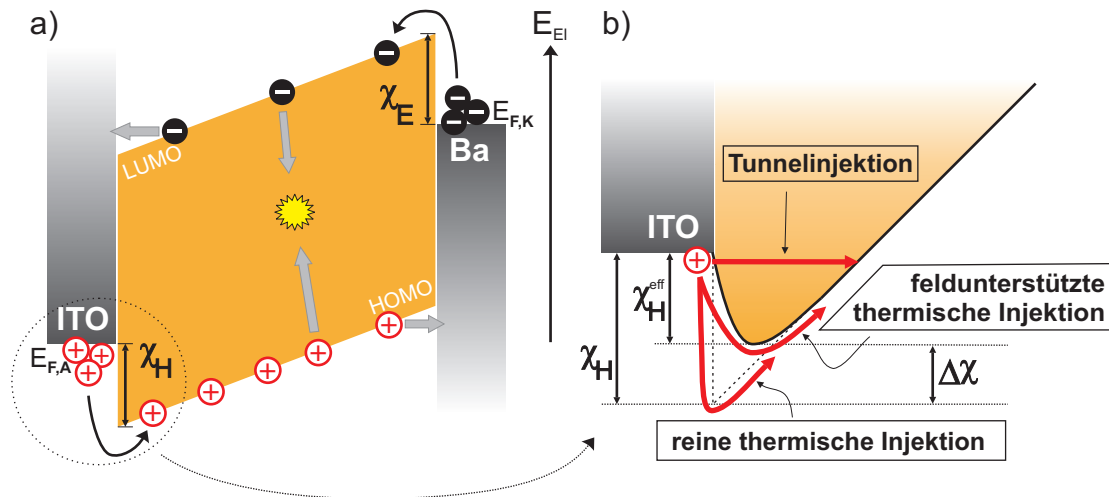 a)
E_El
b)
χ_E
E_F,K
Ba
LUMO
Tunnelinjektion
ITO
HOMO
ITO
E_F,A
χ_H
χ_H^eff
feldunterstützte
thermische Injektion
χ_H
Δχ
reine thermische Injektion